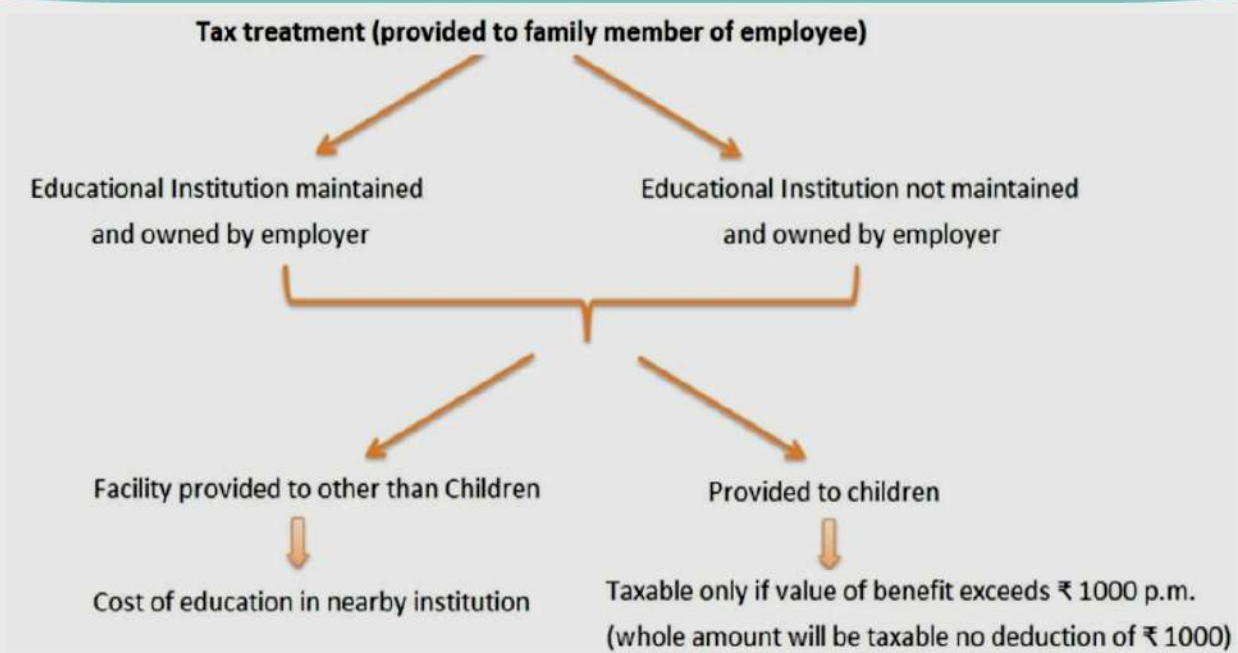 Tax treatment (provided to family member of employee)
Educational Institution maintained
and owned by employer
Educational Institution not maintained
and owned by employer
Facility provided to other than Children
Provided to children
Cost of education in nearby institution
Taxable only if value of benefit exceeds ₹ 1000 p.m.
(whole amount will be taxable no deduction of ₹ 1000)